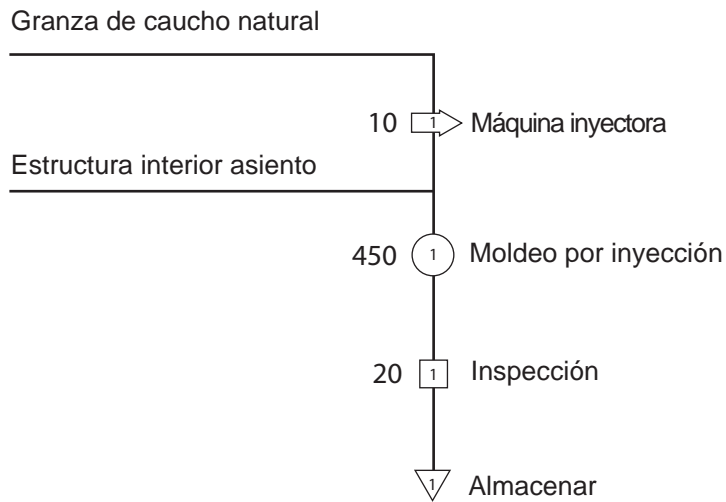 Granza de caucho natural
10 1 Máquina inyectora
Estructura interior asiento
450 1 Moldeo por inyección
20 1 Inspección
1 Almacenar